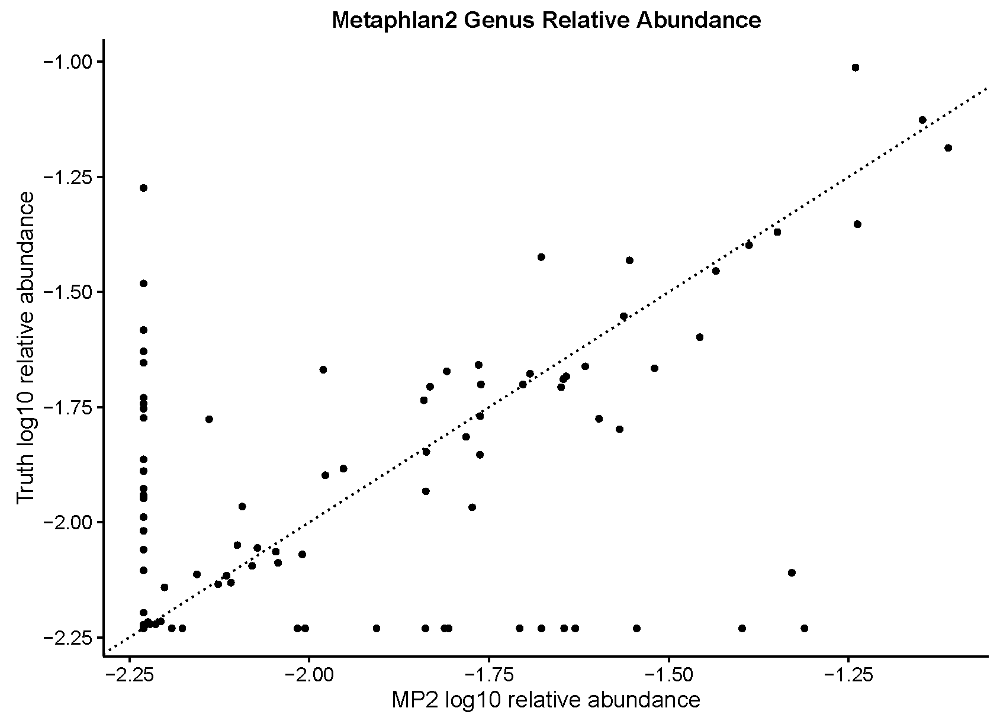 Metaphlan2 Genus Relative Abundance
−1.00
−1.25
−1.50
−1.75
−2.00
−2.25
Truth log10 relative abundance
−2.25 −2.00 −1.75 −1.50 −1.25
MP2 log10 relative abundance